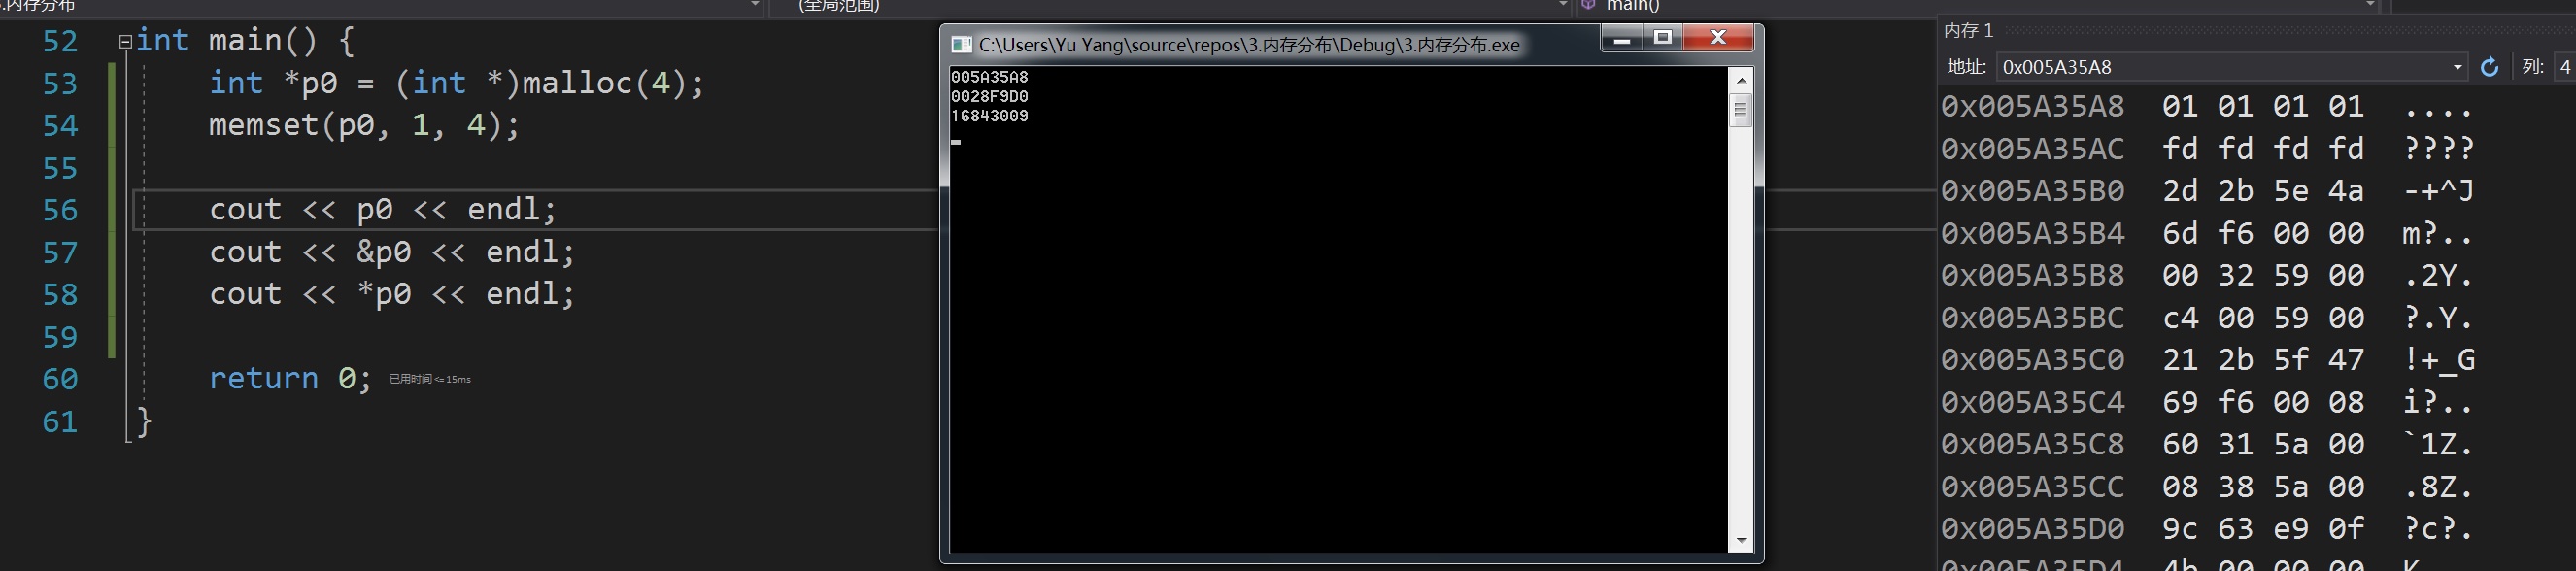 3.内存分布
(全局范围)
main()
52 int main() {
53 int *p0 = (int *)malloc(4);
54 memset(p0, 1, 4);
55
56 cout << p0 << endl;
57 cout << &p0 << endl;
58 cout << *p0 << endl;
59
60 return 0; 已用时间 <= 15ms
61 }
C:\Users\Yu Yang\source\repos\3.内存分布\Debug\3.内存分布.exe
005A35A8
0028F9D0
16843009
内存 1
地址: 0x005A35A8 列: 4
0x005A35A8 01 01 01 01 ....
0x005A35AC fd fd fd fd ????
0x005A35B0 2d 2b 5e 4a -+^J
0x005A35B4 6d f6 00 00 m?..
0x005A35B8 00 32 59 00 .2Y.
0x005A35BC c4 00 59 00 ?.Y.
0x005A35C0 21 2b 5f 47 !+_G
0x005A35C4 69 f6 00 08 i?..
0x005A35C8 60 31 5a 00 `1Z.
0x005A35CC 08 38 5a 00 .8Z.
0x005A35D0 9c 63 e9 0f ?c?.
0x005A35D4 4b 00 00 00 K...